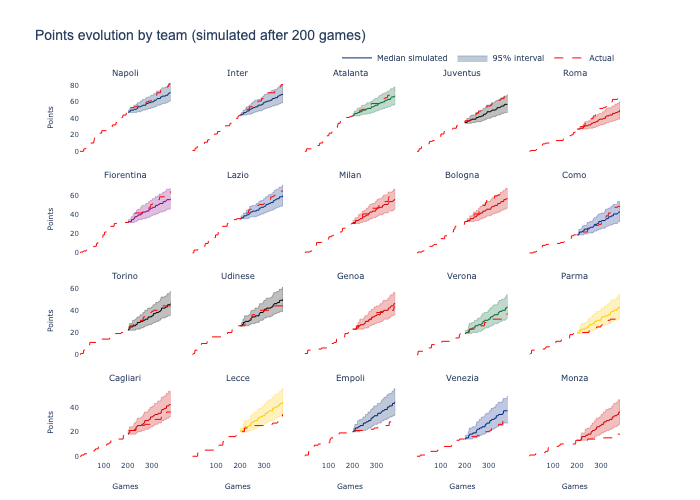 Points evolution by team (simulated after 200 games)
Median simulated 95% interval Actual
Napoli Inter Atalanta Juventus Roma
80
60
40
20
0
Points
Fiorentina Lazio Milan Bologna Como
60
40
20
0
Points
Torino Udinese Genoa Verona Parma
60
40
20
0
Points
Cagliari Lecce Empoli Venezia Monza
40
20
0
Points
100 200 300 100 200 300 100 200 300 100 200 300 100 200 300
Games Games Games Games Games